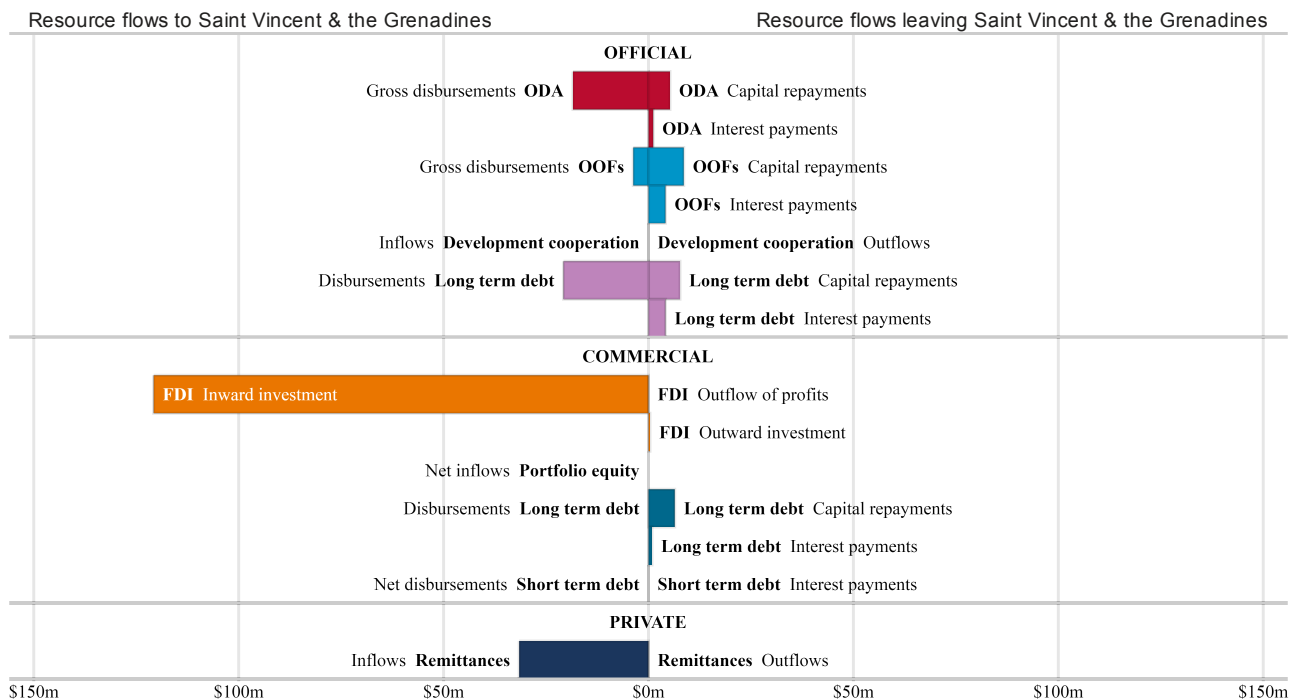 Resource flows to Saint Vincent & the Grenadines Resource flows leaving Saint Vincent & the Grenadines
OFFICIAL
Gross disbursements ODA ODA Capital repayments
ODA Interest payments
Gross disbursements OOFs OOFs Capital repayments
OOFs Interest payments
Inflows Development cooperation Development cooperation Outflows
Disbursements Long term debt Long term debt Capital repayments
Long term debt Interest payments
COMMERCIAL
FDI Inward investment FDI Outflow of profits
FDI Outward investment
Net inflows Portfolio equity
Disbursements Long term debt Long term debt Capital repayments
Long term debt Interest payments
Net disbursements Short term debt Short term debt Interest payments
PRIVATE
Inflows Remittances Remittances Outflows
$150m $100m $50m $0m $50m $100m $150m